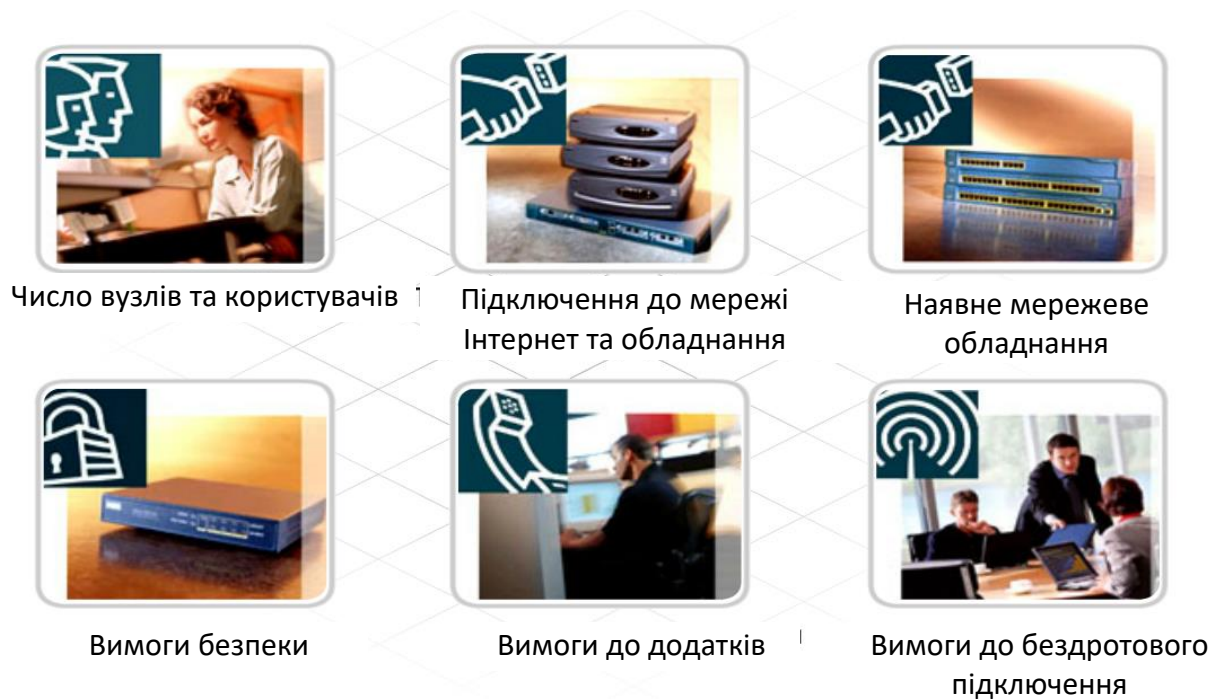 Число вузлів та користувачів
Підключення до мережі
Інтернет та обладнання
Наявне мережеве
обладнання
Вимоги безпеки
Вимоги до додатків
Вимоги до бездротового
підключення